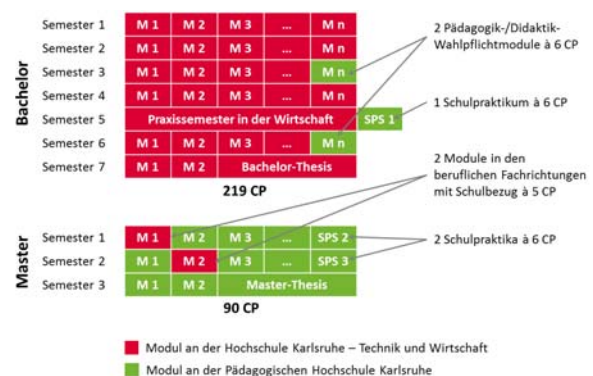 Bachelor
Semester 1 M 1 M 2 M 3 ... M n
Semester 2 M 1 M 2 M 3 ... M n
Semester 3 M 1 M 2 M 3 ... M n
Semester 4 M 1 M 2 M 3 ... M n
Semester 5 Praxissemester in der Wirtschaft SPS 1
Semester 6 M 1 M 2 M 3 ... M n
Semester 7 M 1 M 2 Bachelor-Thesis
219 CP
2 Pädagogik-/Didaktik-
Wahlpflichtmodule à 6 CP
1 Schulpraktikum à 6 CP
2 Module in den
beruflichen Fachrichtungen
mit Schulbezug à 5 CP
Master
Semester 1 M 1 M 2 M 3 ... SPS 2
Semester 2 M 1 M 2 M 3 ... SPS 3
Semester 3 M 1 M 2 Master-Thesis
90 CP
2 Schulpraktika à 6 CP
Modul an der Hochschule Karlsruhe – Technik und Wirtschaft
Modul an der Pädagogischen Hochschule Karlsruhe